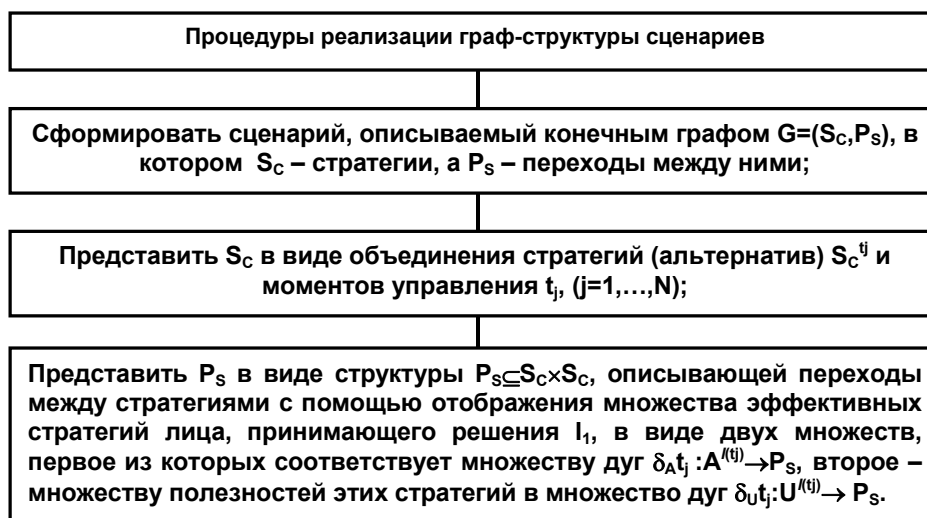 Процедуры реализации граф-структуры сценариев
Сформировать сценарий, описываемый конечным графом G=(S_C,P_S), в
котором S_C – стратегии, а P_S – переходы между ними;
Представить S_C в виде объединения стратегий (альтернатив) S_C^tj и
моментов управления t_j, (j=1,…,N);
Представить P_S в виде структуры P_S⊆S_C×S_C, описывающей переходы
между стратегиями с помощью отображения множества эффективных
стратегий лица, принимающего решения I_1, в виде двух множеств,
первое из которых соответствует множеству дуг δ_At_j :A^I(tj)→P_S, второе –
множеству полезностей этих стратегий в множество дуг δ_Ut_j:U^I(tj)→ P_S.